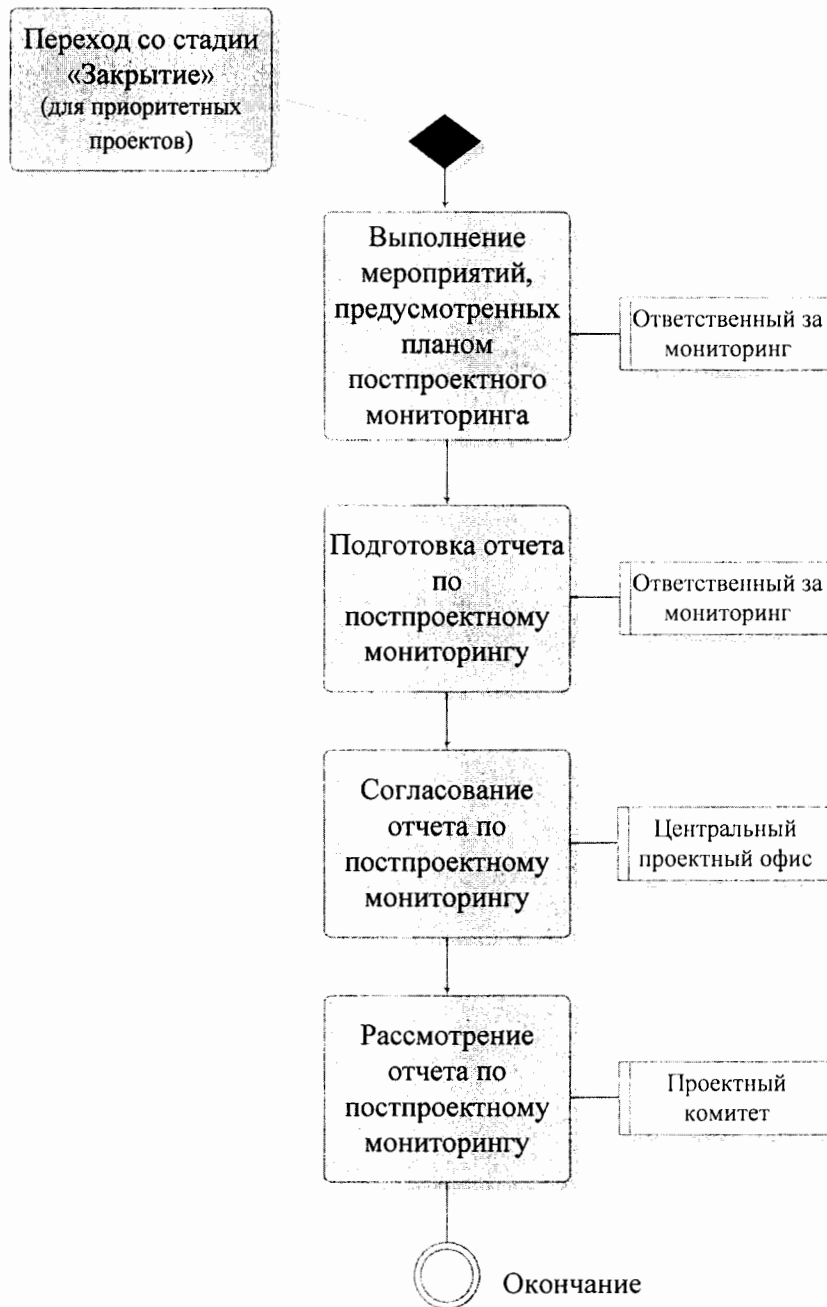 Переход со стадии
«Закрытие»
(для приоритетных
проектов)
Выполнение
мероприятий,
предусмотренных
планом
постпроектного
мониторинга
Ответственный за
мониторинг
Подготовка отчета
по
постпроектному
мониторингу
Ответственный за
мониторинг
Согласование
отчета по
постпроектному
мониторингу
Центральный
проектный офис
Рассмотрение
отчета по
постпроектному
мониторингу
Проектный
комитет
Окончание